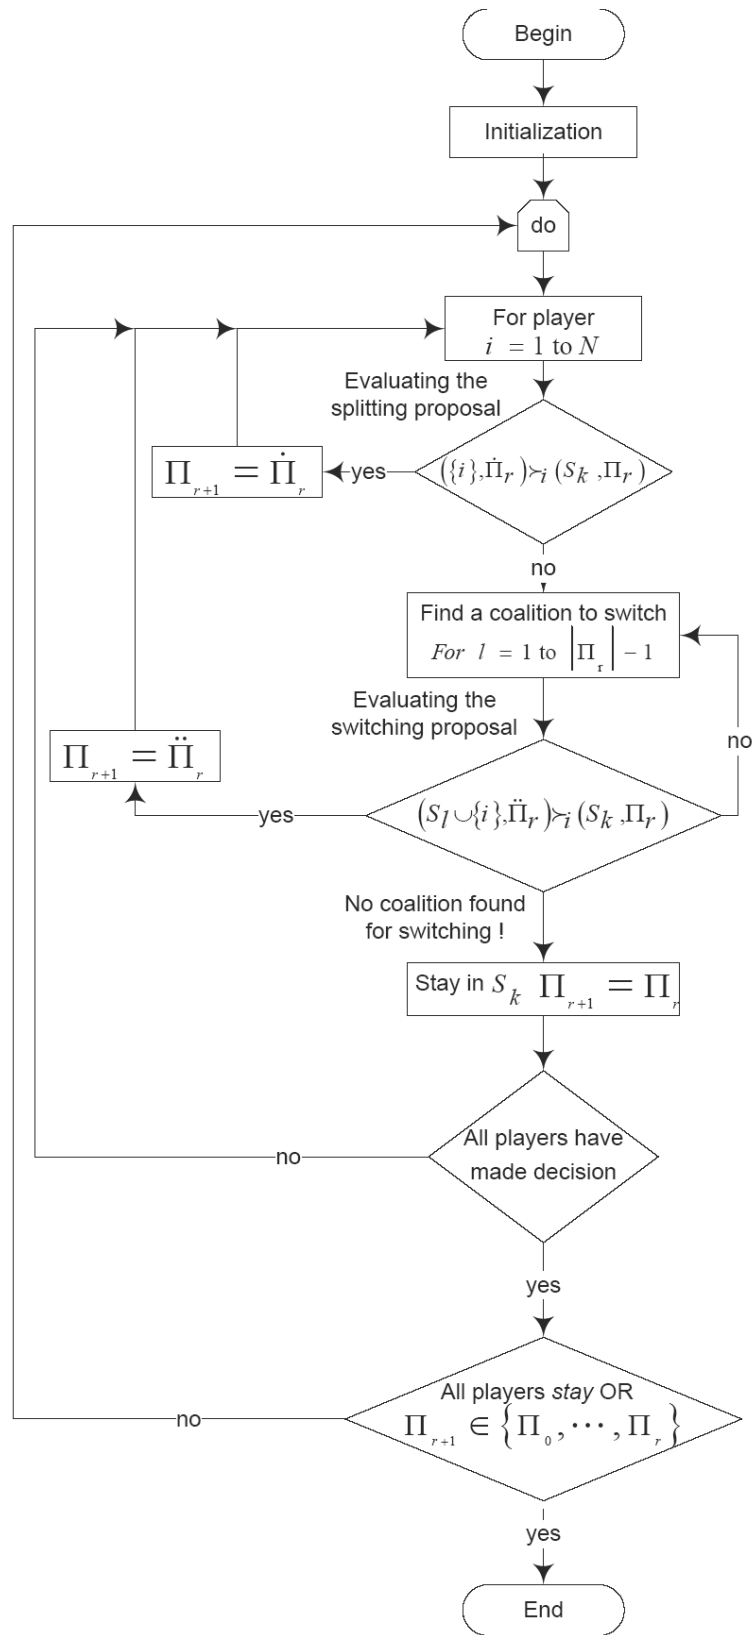 Begin
Initialization
do
For player
i = 1 to N
Evaluating the
splitting proposal
({i},Π̇_r)≻_i(S_k,Π_r)
yes
Π_{r+1} = Π̇_r
no
Find a coalition to switch
For l = 1 to |Π_r| − 1
Evaluating the
switching proposal
no
Π_{r+1} = Π̈_r
yes
(S_l∪{i},Π̈_r)≻_i(S_k,Π_r)
No coalition found
for switching !
Stay in S_k Π_{r+1} = Π_r
All players have
made decision
no
yes
All players stay OR
Π_{r+1} ∈ {Π_0,⋯,Π_r}
no
yes
End